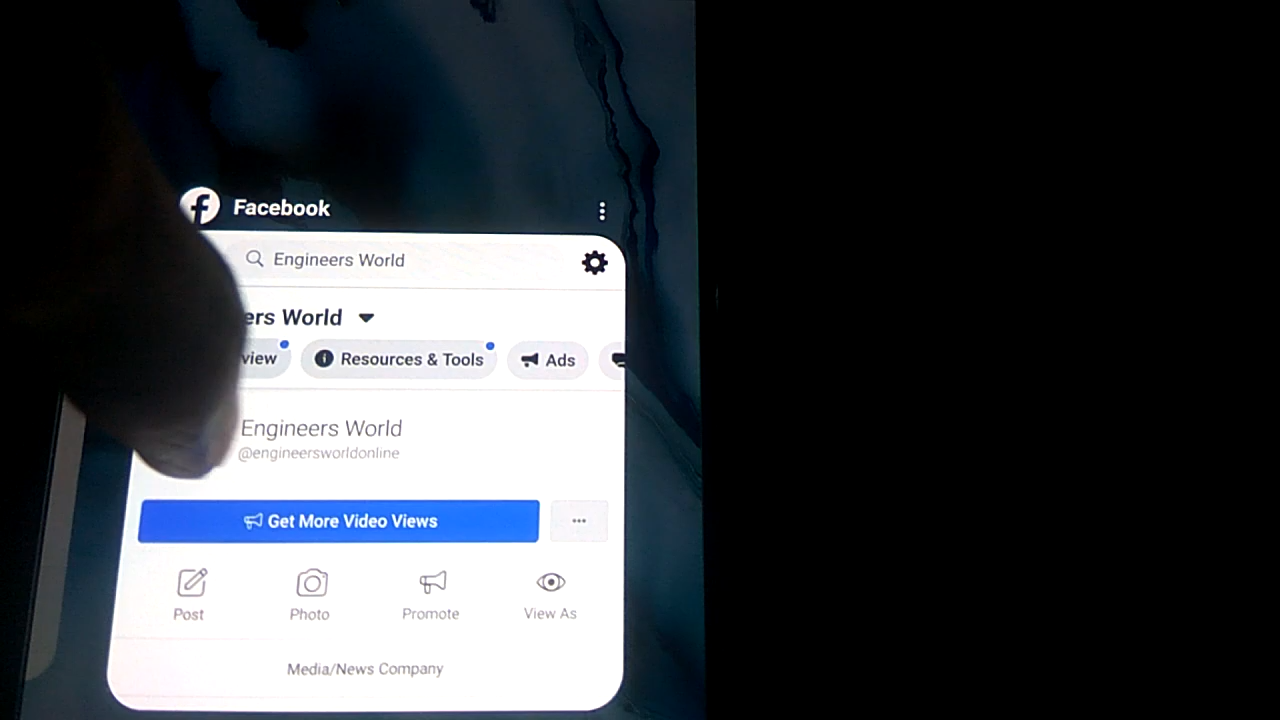 Facebook
Engineers World
ers World
view
Resources & Tools
Ads
Engineers World
@engineersworldonline
Get More Video Views
Post
Photo
Promote
View As
Media/News Company